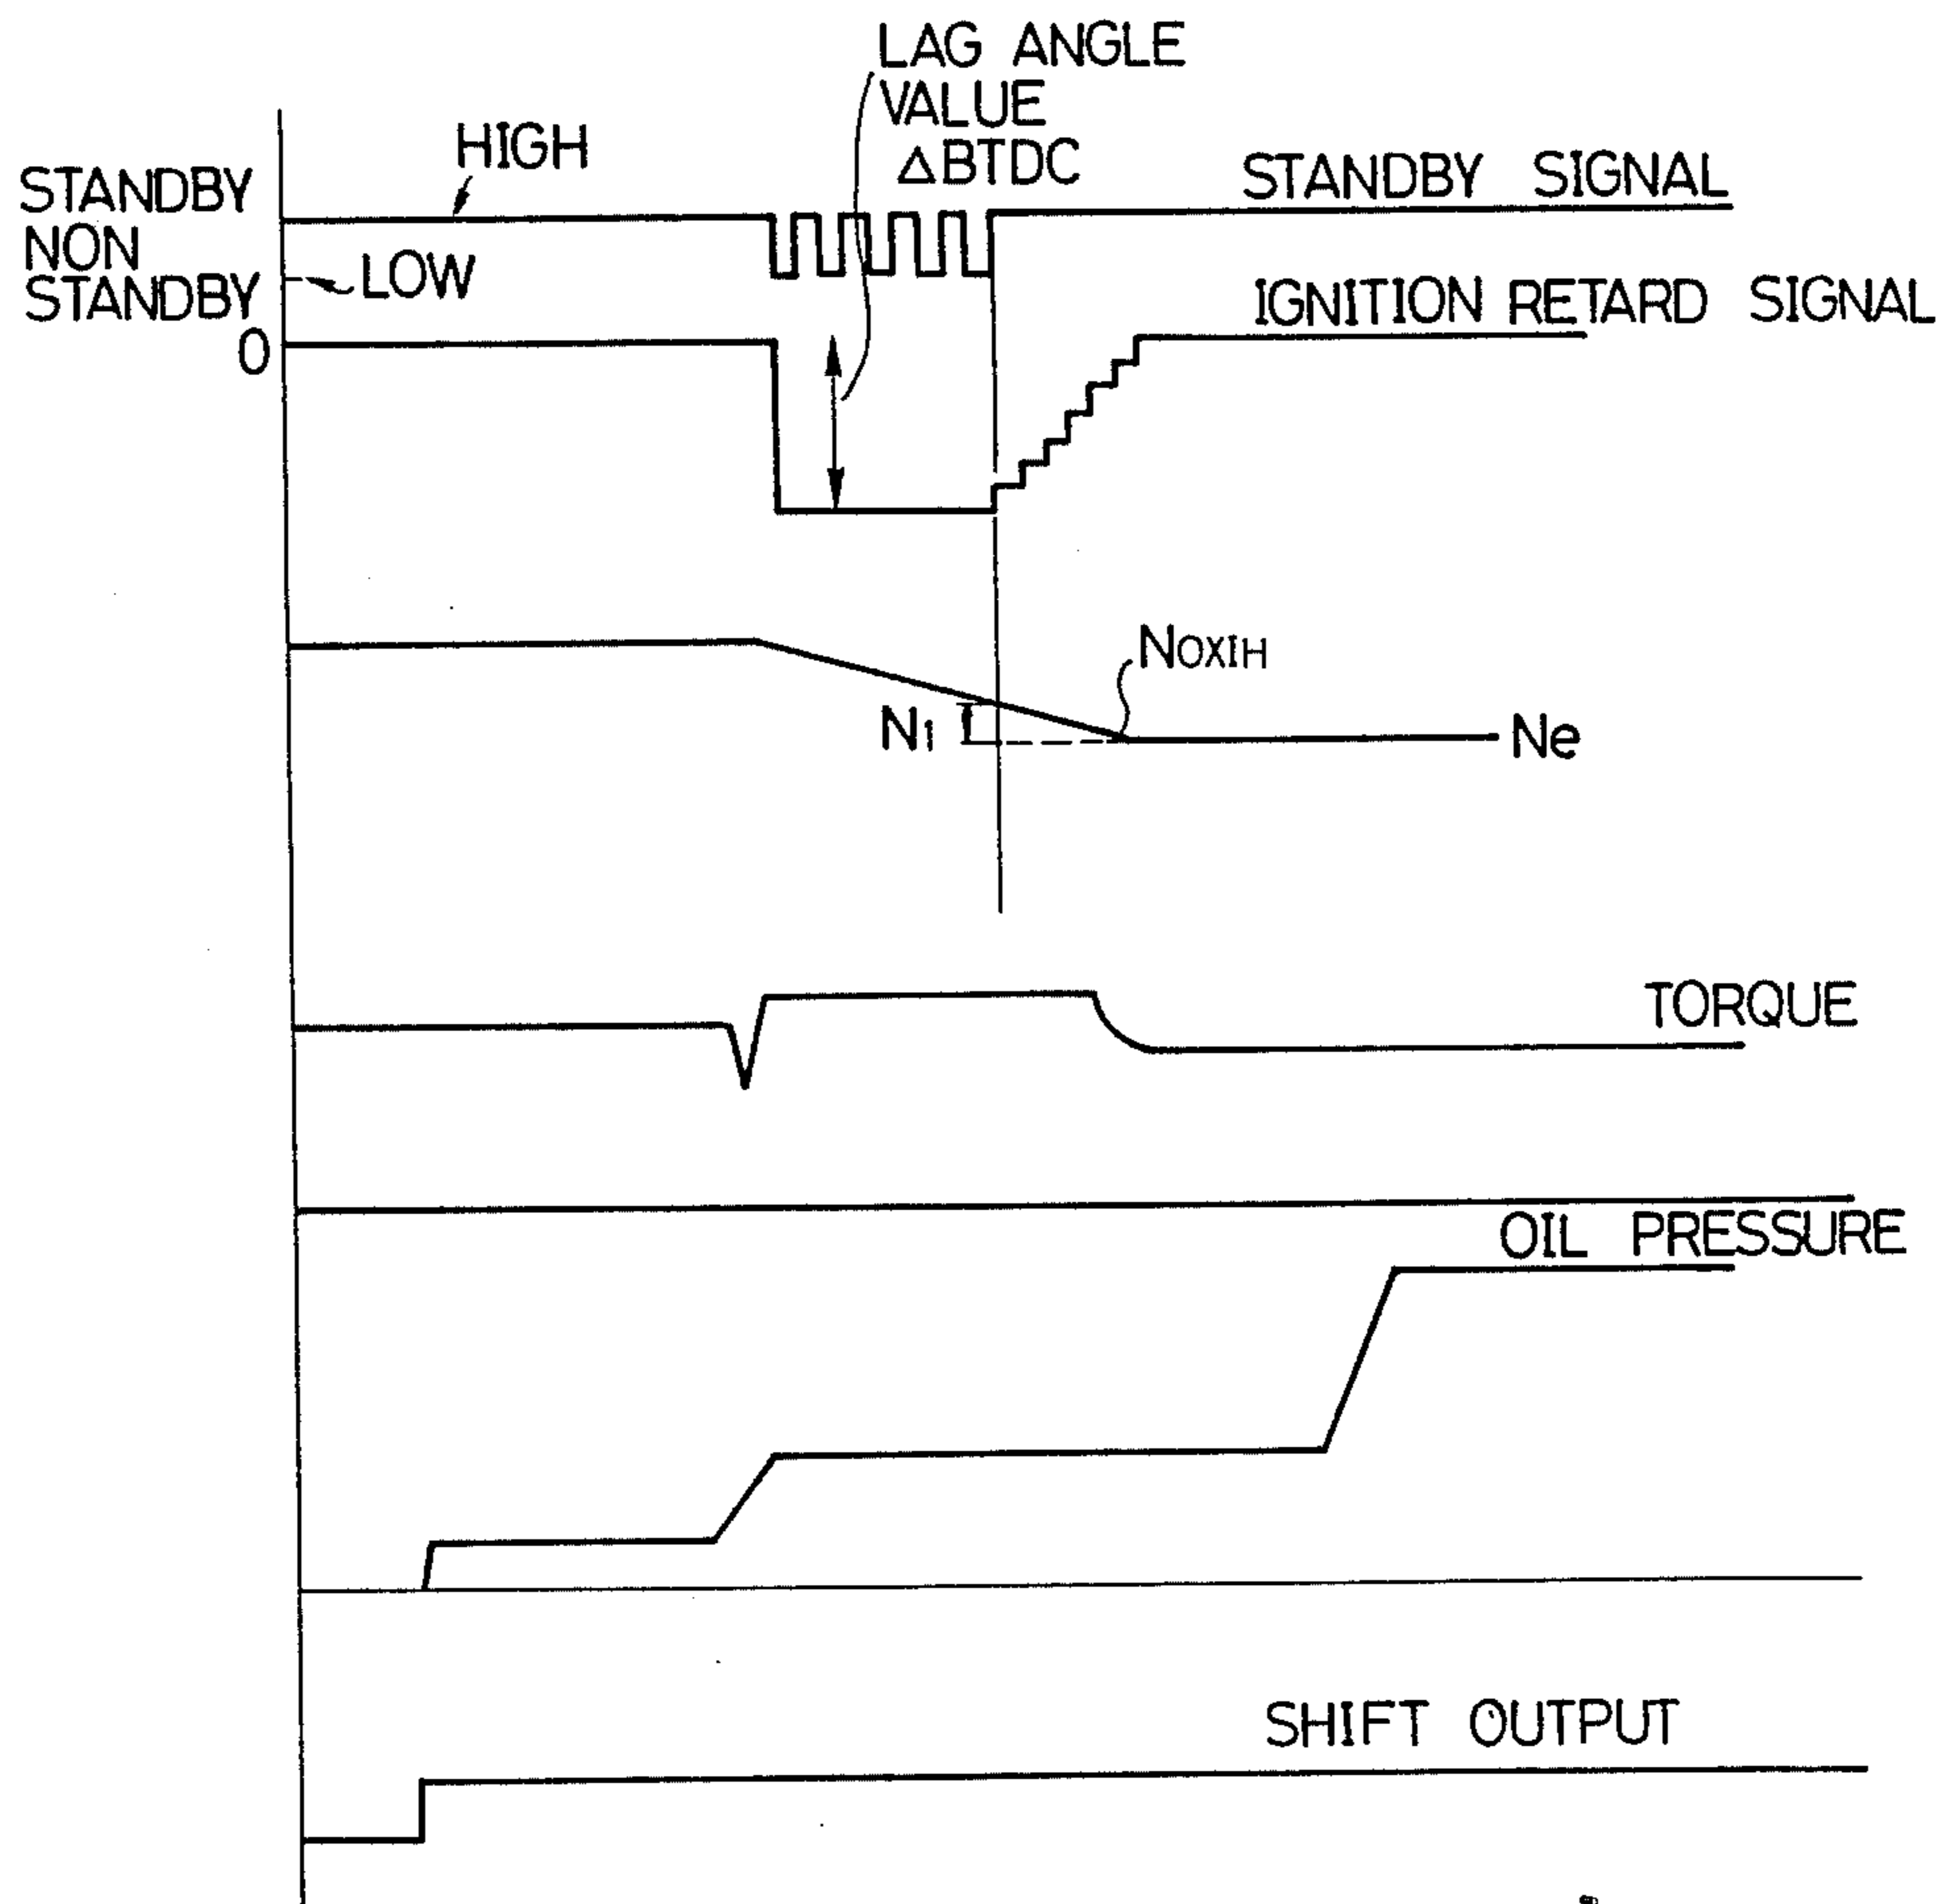 LAG ANGLE
VALUE
△BTDC
HIGH
STANDBY
NON
STANDBY
LOW
STANDBY SIGNAL
IGNITION RETARD SIGNAL
0
NOXIH
N1
Ne
TORQUE
OIL PRESSURE
SHIFT OUTPUT